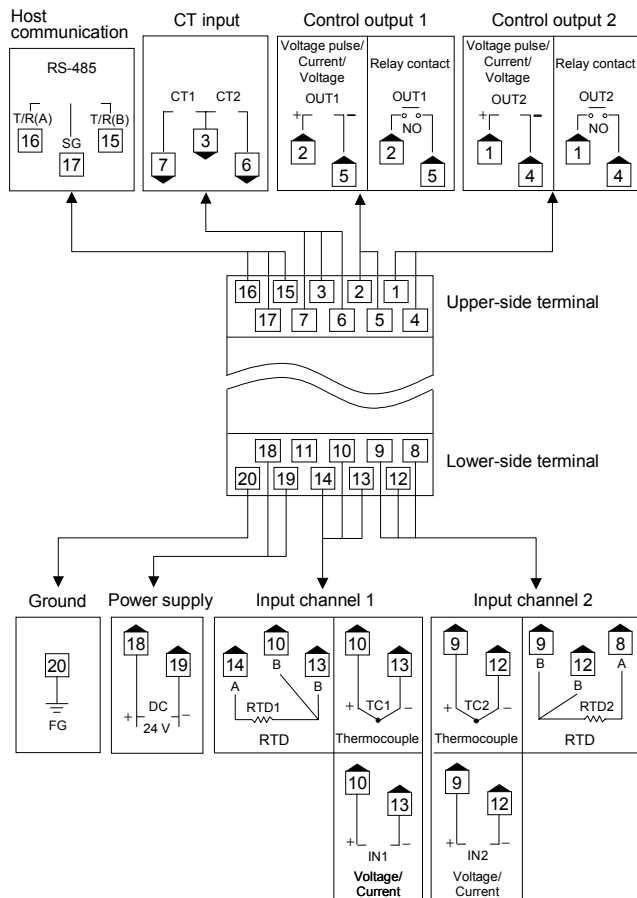 Host communication
CT input
Control output 1
Control output 2
RS-485
T/R(A)
T/R(B)
16
SG
15
17
CT1
CT2
3
7
6
Voltage pulse/
Current/
Voltage
OUT1
+
−
2
5
Relay contact
OUT1
NO
2
5
Voltage pulse/
Current/
Voltage
OUT2
+
−
1
4
Relay contact
OUT2
NO
1
4
16
15
3
2
1
17
7
6
5
4
Upper-side terminal
18
11
10
9
8
20
19
14
13
12
Lower-side terminal
Ground
Power supply
Input channel 1
Input channel 2
20
FG
18
19
+
DC
−
24 V
14
10
13
A
B
B
RTD1
RTD
10
13
+
TC1
−
Thermocouple
10
13
+
−
IN1
Voltage/
Current
9
12
+
TC2
−
Thermocouple
9
12
+
−
IN2
Voltage/
Current
9
12
8
B
B
A
RTD2
RTD